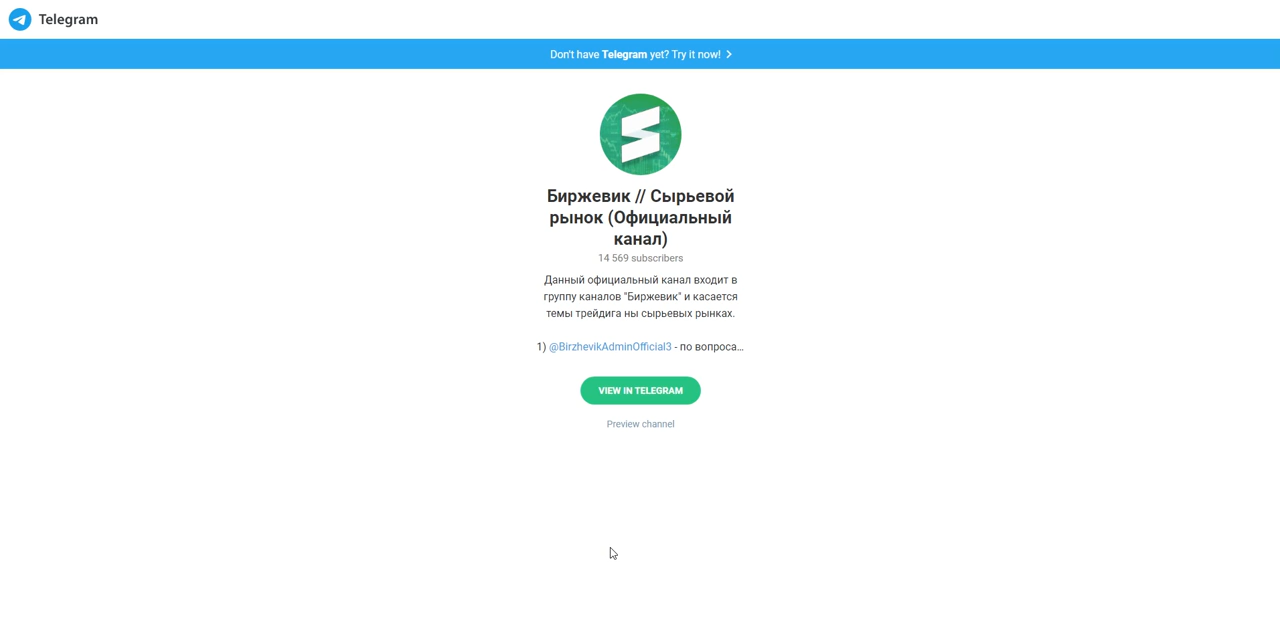 Telegram
Don't have Telegram yet? Try it now!
Биржевик // Сырьевой
рынок (Официальный
канал)
14 569 subscribers
Данный официальный канал входит в
группу каналов "Биржевик" и касается
темы трейдига ны сырьевых рынках.
1) @BirzhevikAdminOfficial3 - по вопроса...
VIEW IN TELEGRAM
Preview channel